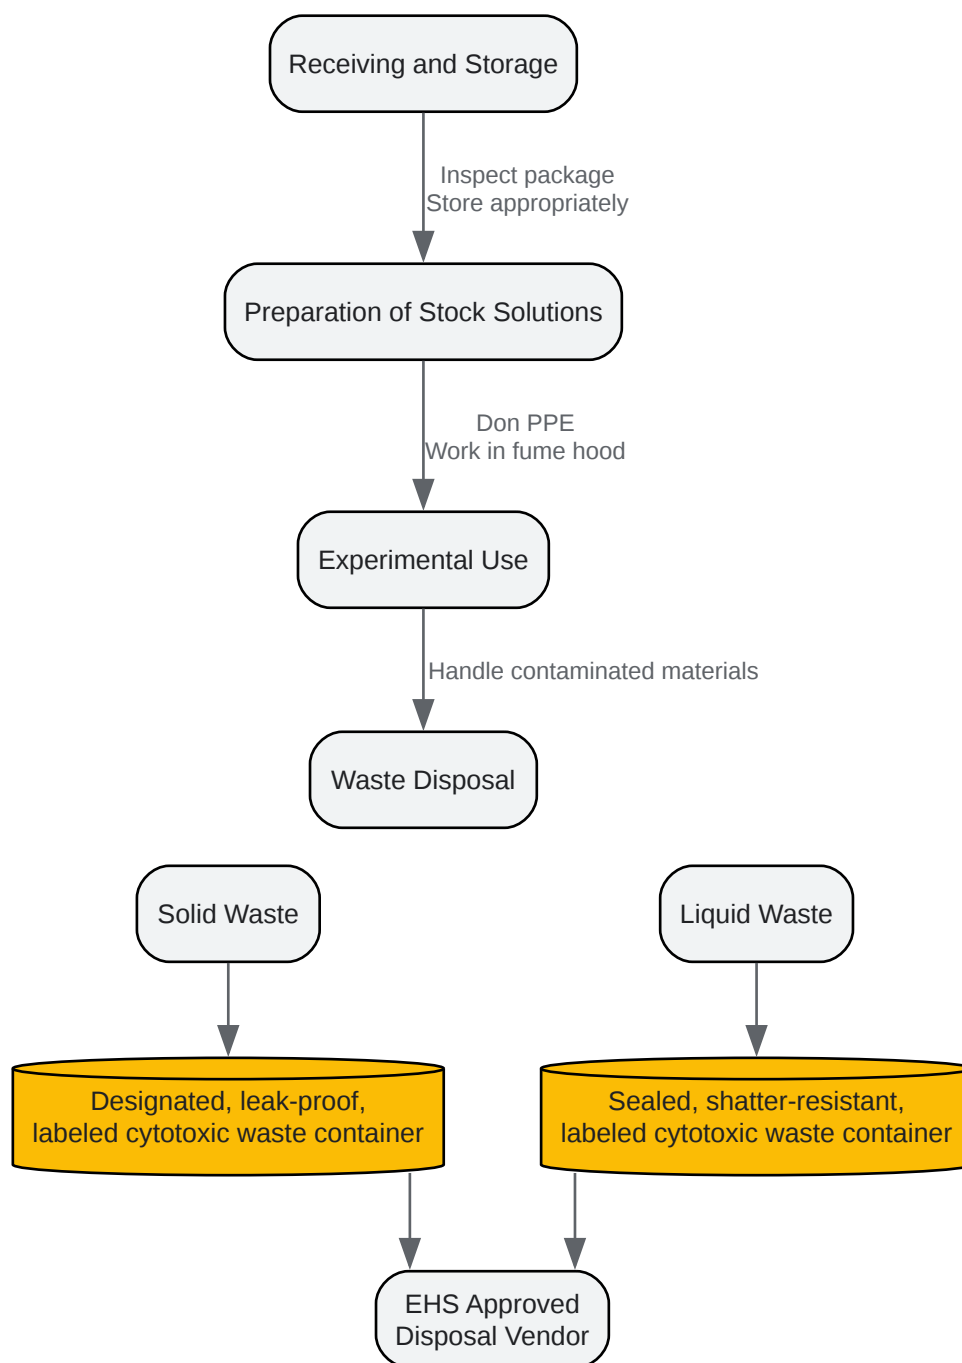 Receiving and Storage
Inspect package
Store appropriately
Preparation of Stock Solutions
Don PPE
Work in fume hood
Experimental Use
Handle contaminated materials
Waste Disposal
Solid Waste
Liquid Waste
Designated, leak-proof,
labeled cytotoxic waste container
Sealed, shatter-resistant,
labeled cytotoxic waste container
EHS Approved
Disposal Vendor